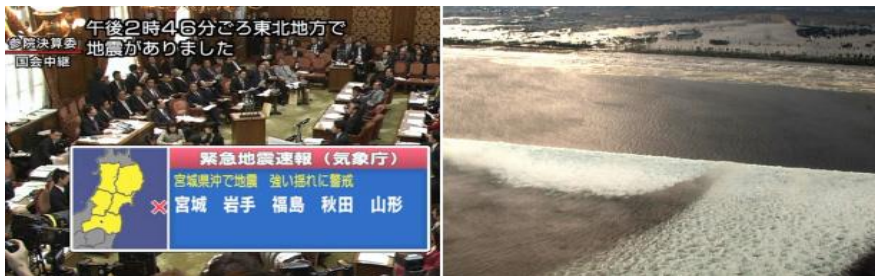 午後2時46分ごろ東北地方で
地震がありました
参院決算委
国会中継
緊急地震速報（気象庁）
宮城県沖で地震　強い揺れに警戒
宮城　岩手　福島　秋田　山形